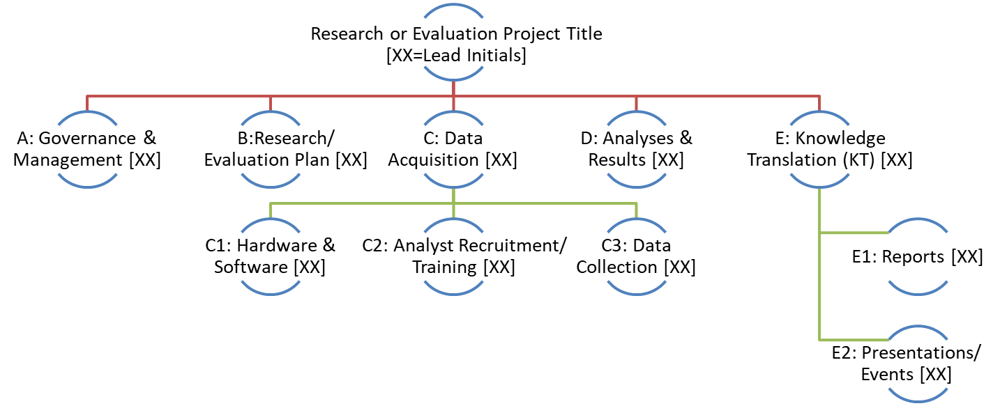 Research or Evaluation Project Title
[XX=Lead Initials]
A: Governance &
Management [XX]
B:Research/
Evaluation Plan [XX]
C: Data
Acquisition [XX]
D: Analyses &
Results [XX]
E: Knowledge
Translation (KT) [XX]
C1: Hardware &
Software [XX]
C2: Analyst Recruitment/
Training [XX]
C3: Data
Collection [XX]
E1: Reports [XX]
E2: Presentations/
Events [XX]